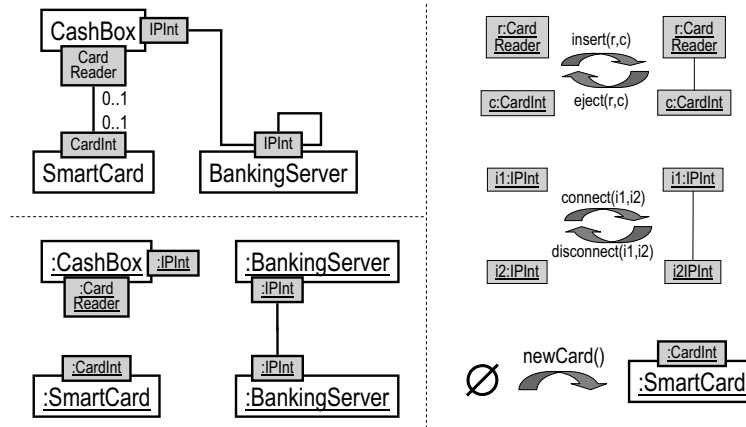 CashBox
IPInt
Card
Reader
0..1
0..1
CardInt
SmartCard
IPInt
BankingServer
:CashBox
:IPInt
:Card
Reader
:CardInt
:SmartCard
:BankingServer
:IPInt
:IPInt
:BankingServer
r:Card
Reader
insert(r,c)
r:Card
Reader
c:CardInt
eject(r,c)
c:CardInt
i1:IPInt
i1:IPInt
connect(i1,i2)
disconnect(i1,i2)
i2:IPInt
i2IPInt
∅
newCard()
:CardInt
:SmartCard